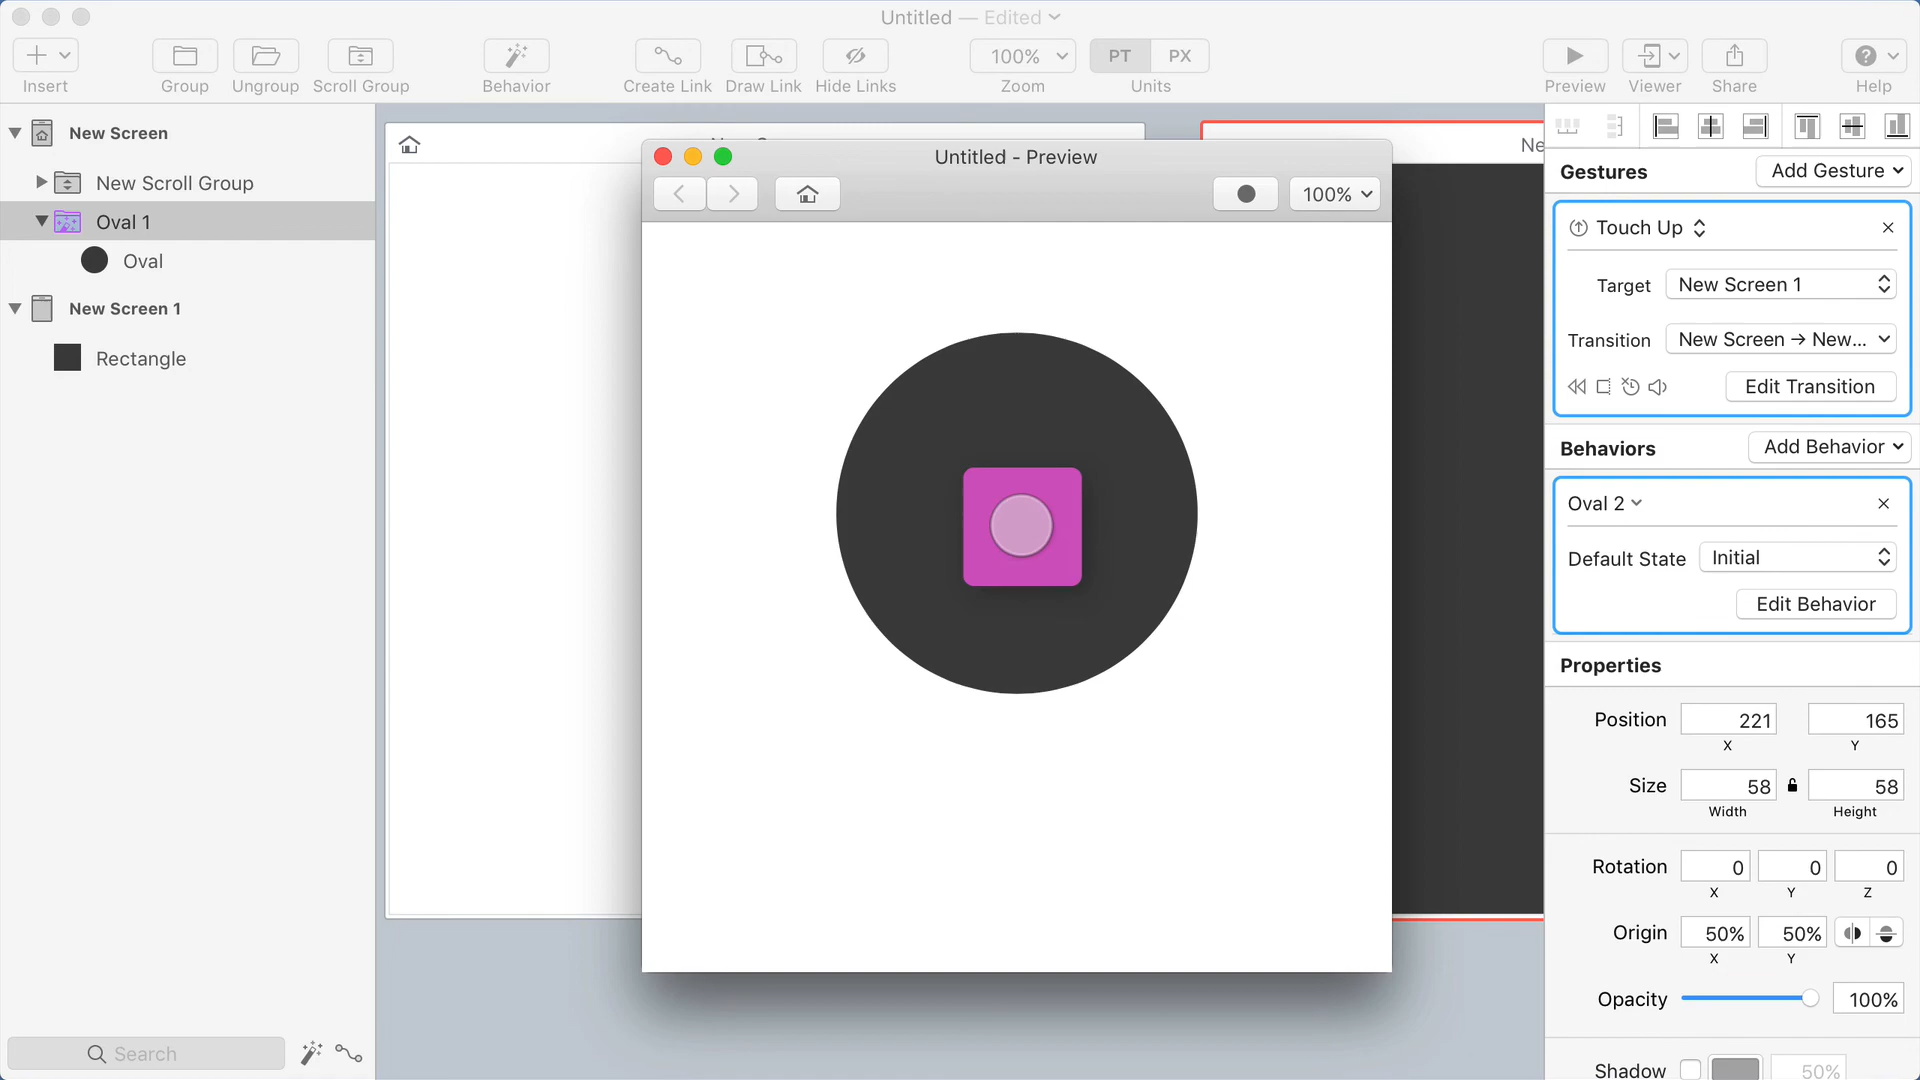 Untitled — Edited
Insert
Group
Ungroup
Scroll Group
Behavior
Create Link
Draw Link
Hide Links
100%
Zoom
PT
PX
Units
Preview
Viewer
Share
?
Help
New Screen
New Scroll Group
Oval 1
Oval
New Screen 1
Rectangle
Search
Ne
Untitled - Preview
100%
Gestures
Add Gesture
Touch Up
Target
New Screen 1
Transition
New Screen → New...
Edit Transition
Behaviors
Add Behavior
Oval 2
Default State
Initial
Edit Behavior
Properties
Position
221
165
X
Y
Size
58
58
Width
Height
Rotation
0
0
0
X
Y
Z
Origin
50%
50%
X
Y
Opacity
100%
Shadow
50%